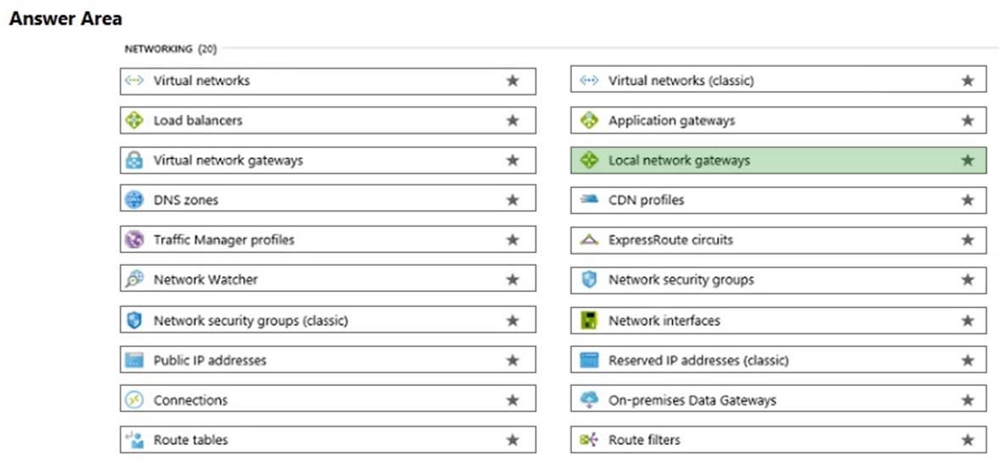 Answer Area
NETWORKING (20)
Virtual networks
Virtual networks (classic)
Load balancers
Application gateways
Virtual network gateways
Local network gateways
DNS zones
CDN profiles
Traffic Manager profiles
ExpressRoute circuits
Network Watcher
Network security groups
Network security groups (classic)
Network interfaces
Public IP addresses
Reserved IP addresses (classic)
Connections
On-premises Data Gateways
Route tables
Route filters